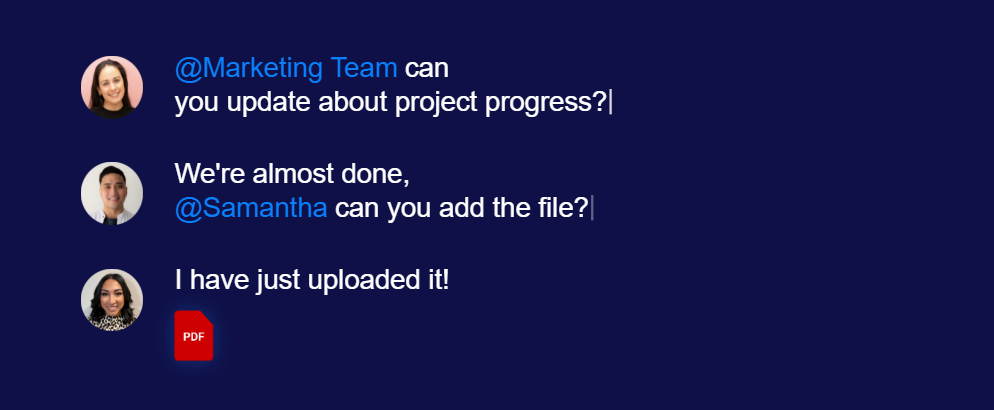 @Marketing Team can
you update about project progress?
We're almost done,
@Samantha can you add the file?
I have just uploaded it!
PDF